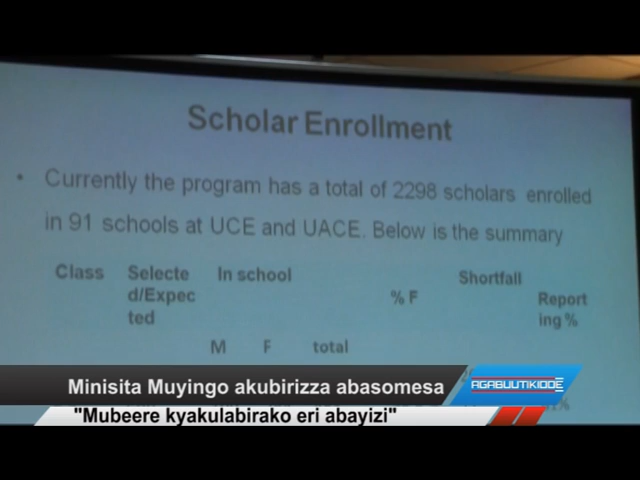 Scholar Enrollment
• Currently the program has a total of 2298 scholars enrolled
in 91 schools at UCE and UACE. Below is the summary
Class Selecte In school Shortfall
d/Expec % F Report
ted ing %
M F total
Minisita Muyingo akubirizza abasomesa
AGABUUTIKIDDE
"Mubeere kyakulabirako eri abayizi"